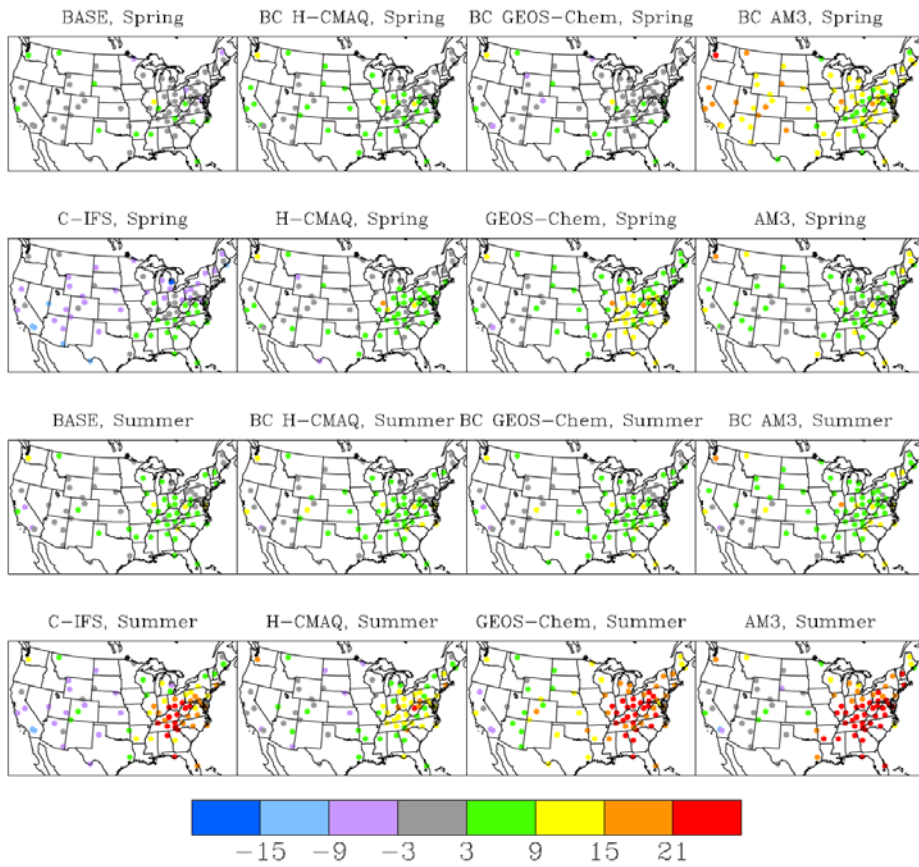 BASE, Spring BC H-CMAQ, Spring BC GEOS-Chem, Spring BC AM3, Spring
C-IFS, Spring H-CMAQ, Spring GEOS-Chem, Spring AM3, Spring
BASE, Summer BC H-CMAQ, Summer BC GEOS-Chem, Summer BC AM3, Summer
C-IFS, Summer H-CMAQ, Summer GEOS-Chem, Summer AM3, Summer
-15 -9 -3 3 9 15 21